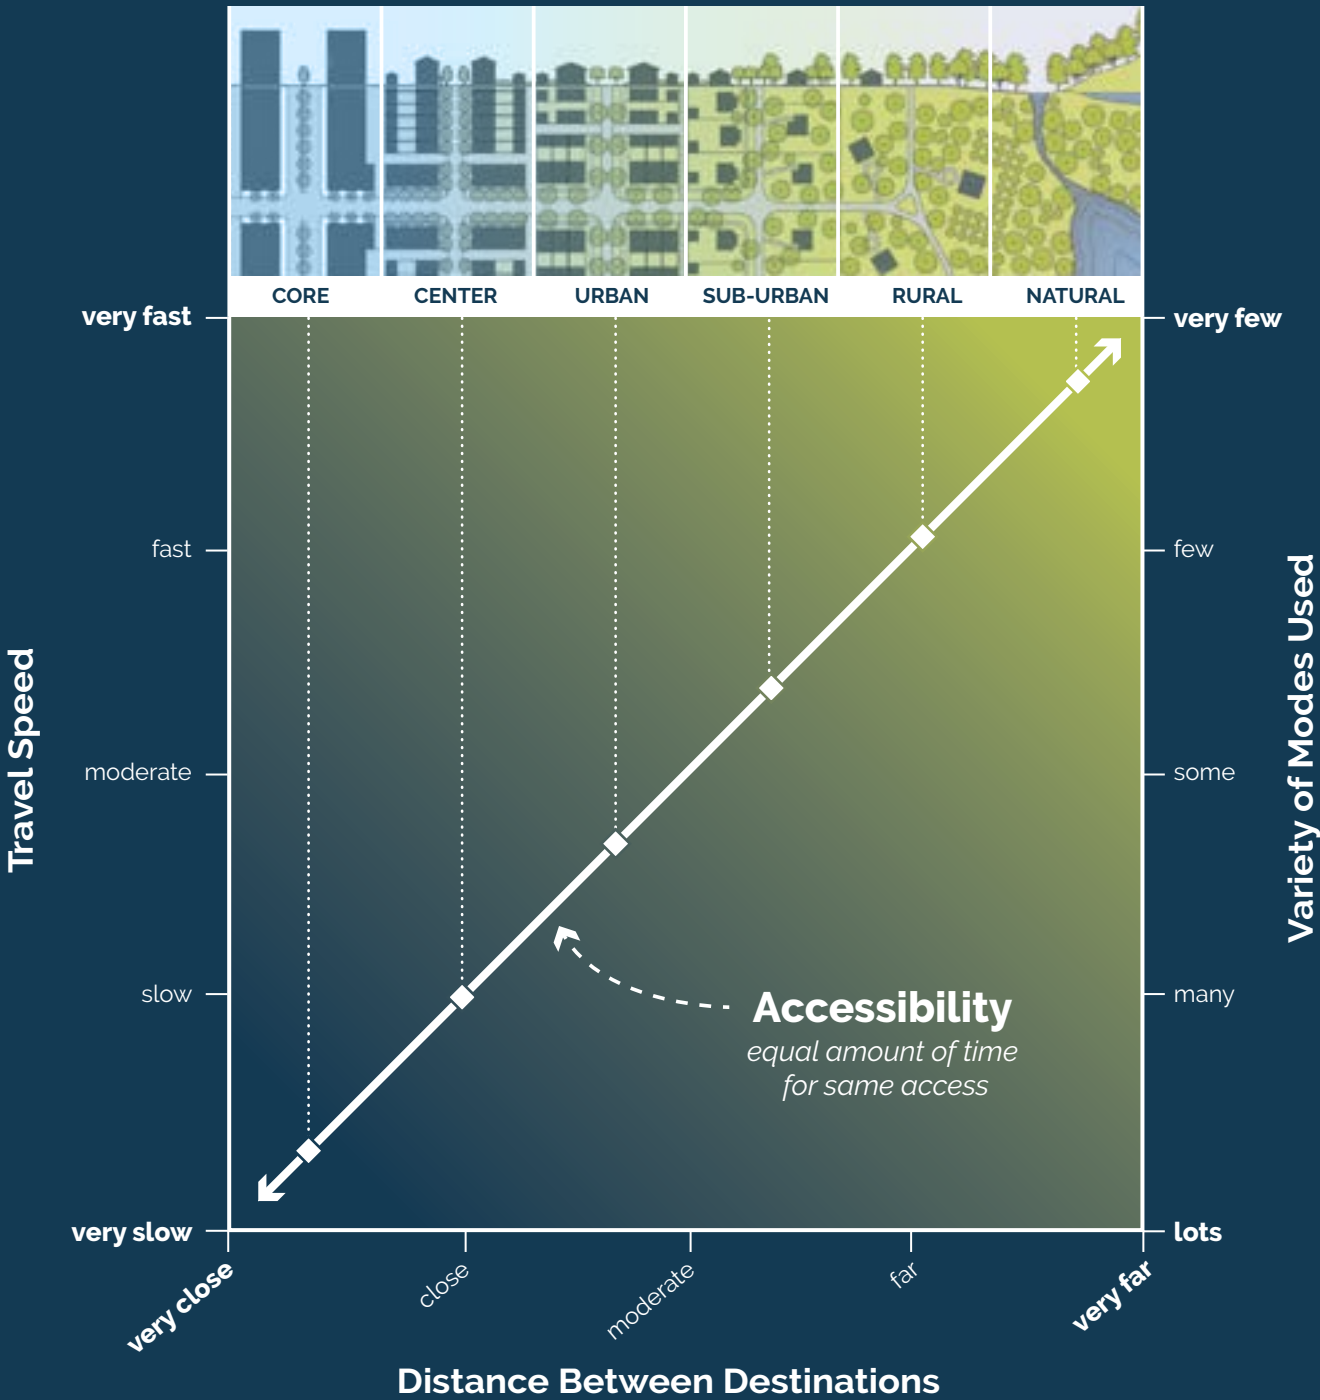 CORE
CENTER
URBAN
SUB-URBAN
RURAL
NATURAL
very fast
fast
moderate
slow
very slow
Travel Speed
very few
few
some
many
lots
Variety of Modes Used
Accessibility
equal amount of time
for same access
very close
close
moderate
far
very far
Distance Between Destinations